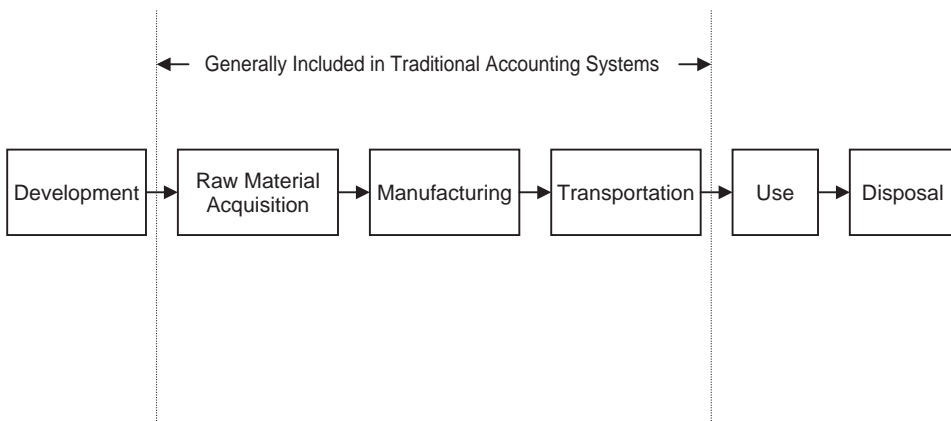 Generally Included in Traditional Accounting Systems
Development
Raw Material
Acquisition
Manufacturing
Transportation
Use
Disposal